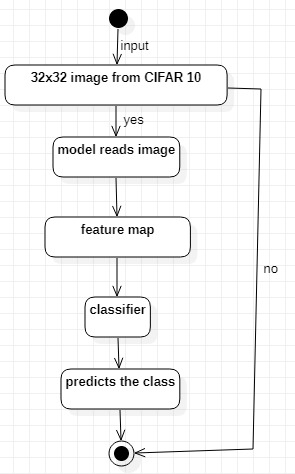 input
32x32 image from CIFAR 10
yes
model reads image
feature map
no
classifier
predicts the class